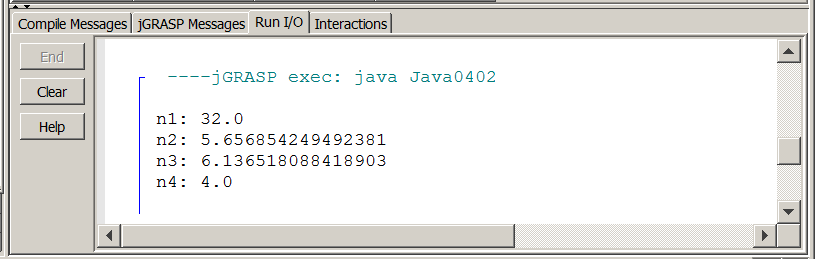 Compile Messages jGRASP Messages Run I/O Interactions
End
Clear
Help
----jGRASP exec: java Java0402
n1: 32.0
n2: 5.656854249492381
n3: 6.136518088418903
n4: 4.0